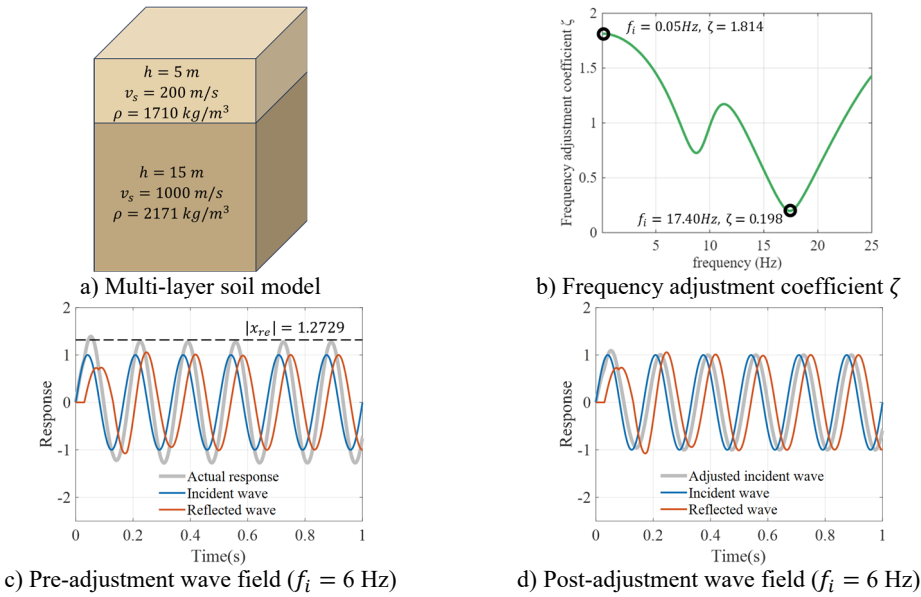 h = 5 m
v_s = 200 m/s
ρ = 1710 kg/m³
h = 15 m
v_s = 1000 m/s
ρ = 2171 kg/m³
a) Multi-layer soil model
2
1.5
1
0.5
0
Frequency adjustment coefficient ζ
f_i = 0.05Hz, ζ = 1.814
f_i = 17.40Hz, ζ = 0.198
5 10 15 20 25
frequency (Hz)
b) Frequency adjustment coefficient ζ
2
1
0
-1
-2
Response
|x_re| = 1.2729
Actual response
Incident wave
Reflected wave
0 0.2 0.4 0.6 0.8 1
Time(s)
c) Pre-adjustment wave field (f_i = 6 Hz)
2
1
0
-1
-2
Response
Adjusted incident wave
Incident wave
Reflected wave
0 0.2 0.4 0.6 0.8 1
Time(s)
d) Post-adjustment wave field (f_i = 6 Hz)